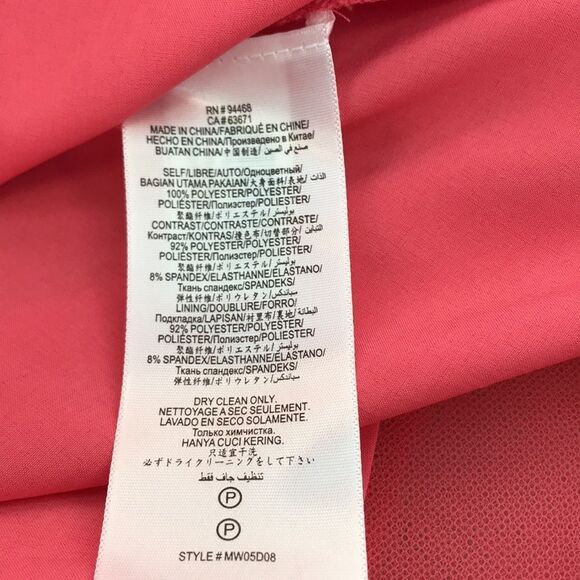 RN # 94468
CA # 63671
MADE IN CHINA/FABRIQUÉ EN CHINE/
HECHO EN CHINA/Произведено в Китае/
BUATAN CHINA/中国制造/ صنع في الصين
SELF/LIBRE/AUTO/Одноцветный/
BAGIAN UTAMA PAKAIAN/大身面料/表地/ الذات
100% POLYESTER/POLYESTER/
POLIÉSTER/Полиэстер/POLIESTER/
聚酯纤维/ポリエステル/ بوليستر
CONTRAST/CONTRASTE/CONTRASTE/
Контраст/KONTRAS/撞色布/切替部分/ التباين
92% POLYESTER/POLYESTER/
POLIÉSTER/Полиэстер/POLIESTER/
聚酯纤维/ポリエステル/ بوليستر
8% SPANDEX/ELASTHANNE/ELASTANO/
Ткань спандекс/SPANDEKS/
弹性纤维/ポリウレタン/ سباندكس
LINING/DOUBLURE/FORRO/
Подкладка/LAPISAN/衬里布/裏地/ البطانة
92% POLYESTER/POLYESTER/
POLIÉSTER/Полиэстер/POLIESTER/
聚酯纤维/ポリエステル/ بوليستر
8% SPANDEX/ELASTHANNE/ELASTANO/
Ткань спандекс/SPANDEKS/
弹性纤维/ポリウレタン/ سباندكس
DRY CLEAN ONLY.
NETTOYAGE A SEC SEULEMENT.
LAVADO EN SECO SOLAMENTE.
Только химчистка.
HANYA CUCI KERING.
只适宜干洗
必ずドライクリーニングをして下さい
تنظيف جاف فقط
P
P
STYLE # MW05D08